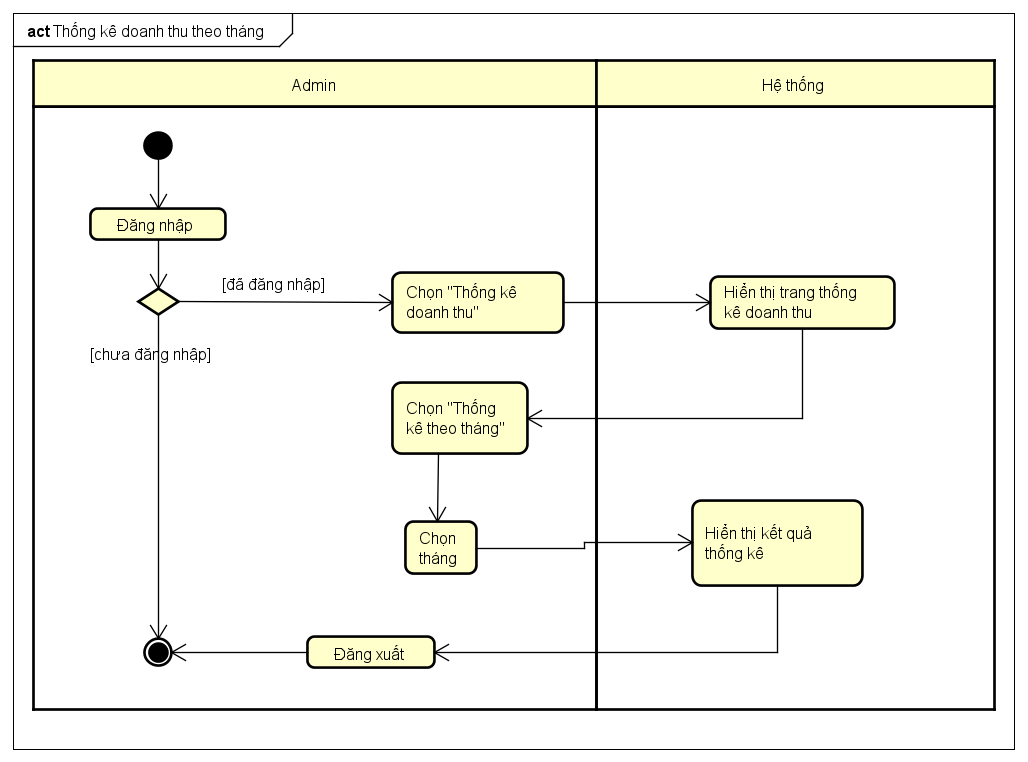 act Thống kê doanh thu theo tháng
Admin
Hệ thống
Đăng nhập
[đã đăng nhập]
Chọn "Thống kê
doanh thu"
Hiển thị trang thống
kê doanh thu
[chưa đăng nhập]
Chọn "Thống
kê theo tháng"
Chọn
tháng
Hiển thị kết quả
thống kê
Đăng xuất